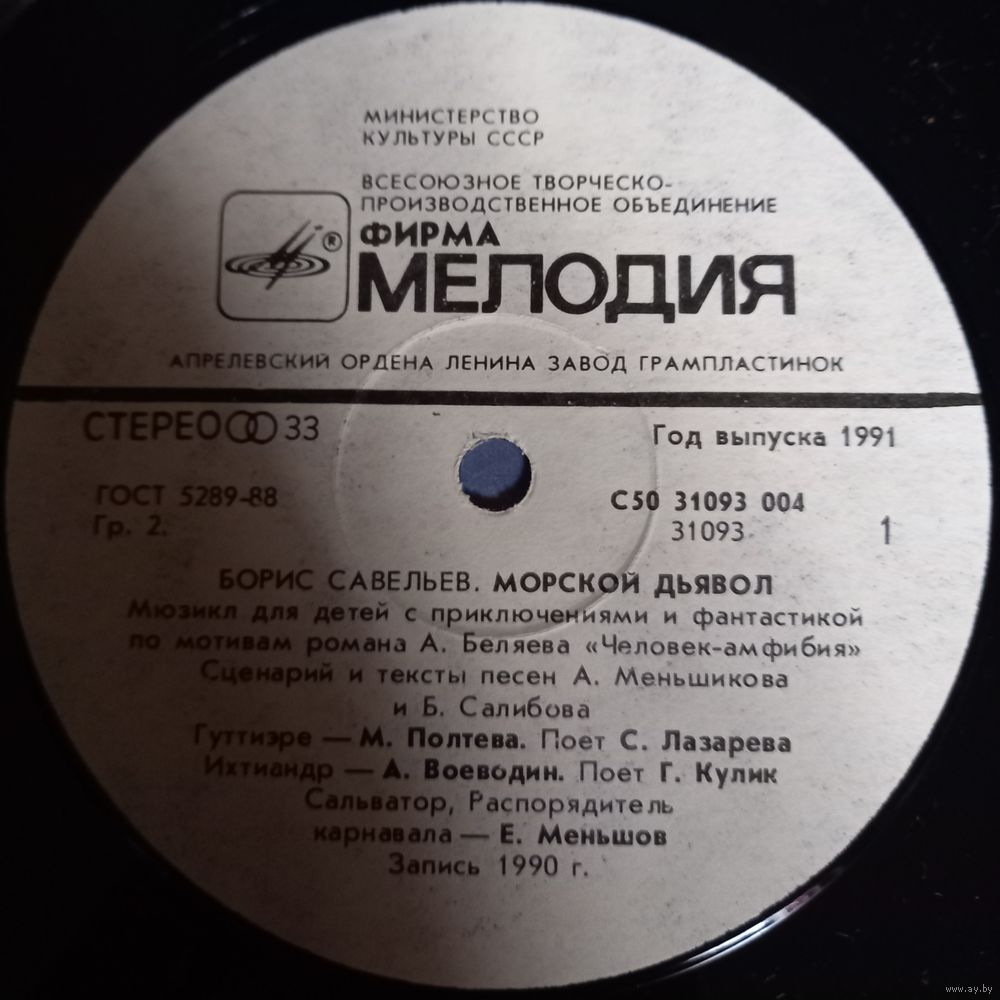 МИНИСТЕРСТВО
КУЛЬТУРЫ СССР
ВСЕСОЮЗНОЕ ТВОРЧЕСКО-
ПРОИЗВОДСТВЕННОЕ ОБЪЕДИНЕНИЕ
®
ФИРМА
МЕЛОДИЯ
АПРЕЛЕВСКИЙ ОРДЕНА ЛЕНИНА ЗАВОД ГРАМПЛАСТИНОК
СТЕРЕО 33
Год выпуска 1991
ГОСТ 5289-88
С50 31093 004
Гр. 2.
31093
1
БОРИС САВЕЛЬЕВ. МОРСКОЙ ДЬЯВОЛ
Мюзикл для детей с приключениями и фантастикой
по мотивам романа А. Беляева «Человек-амфибия»
Сценарий и тексты песен А. Меньшикова
и Б. Салибова
Гуттиэре — М. Полтева. Поет С. Лазарева
Ихтиандр — А. Воеводин. Поет Г. Кулик
Сальватор, Распорядитель
карнавала — Е. Меньшов
Запись 1990 г.
www.ay.by